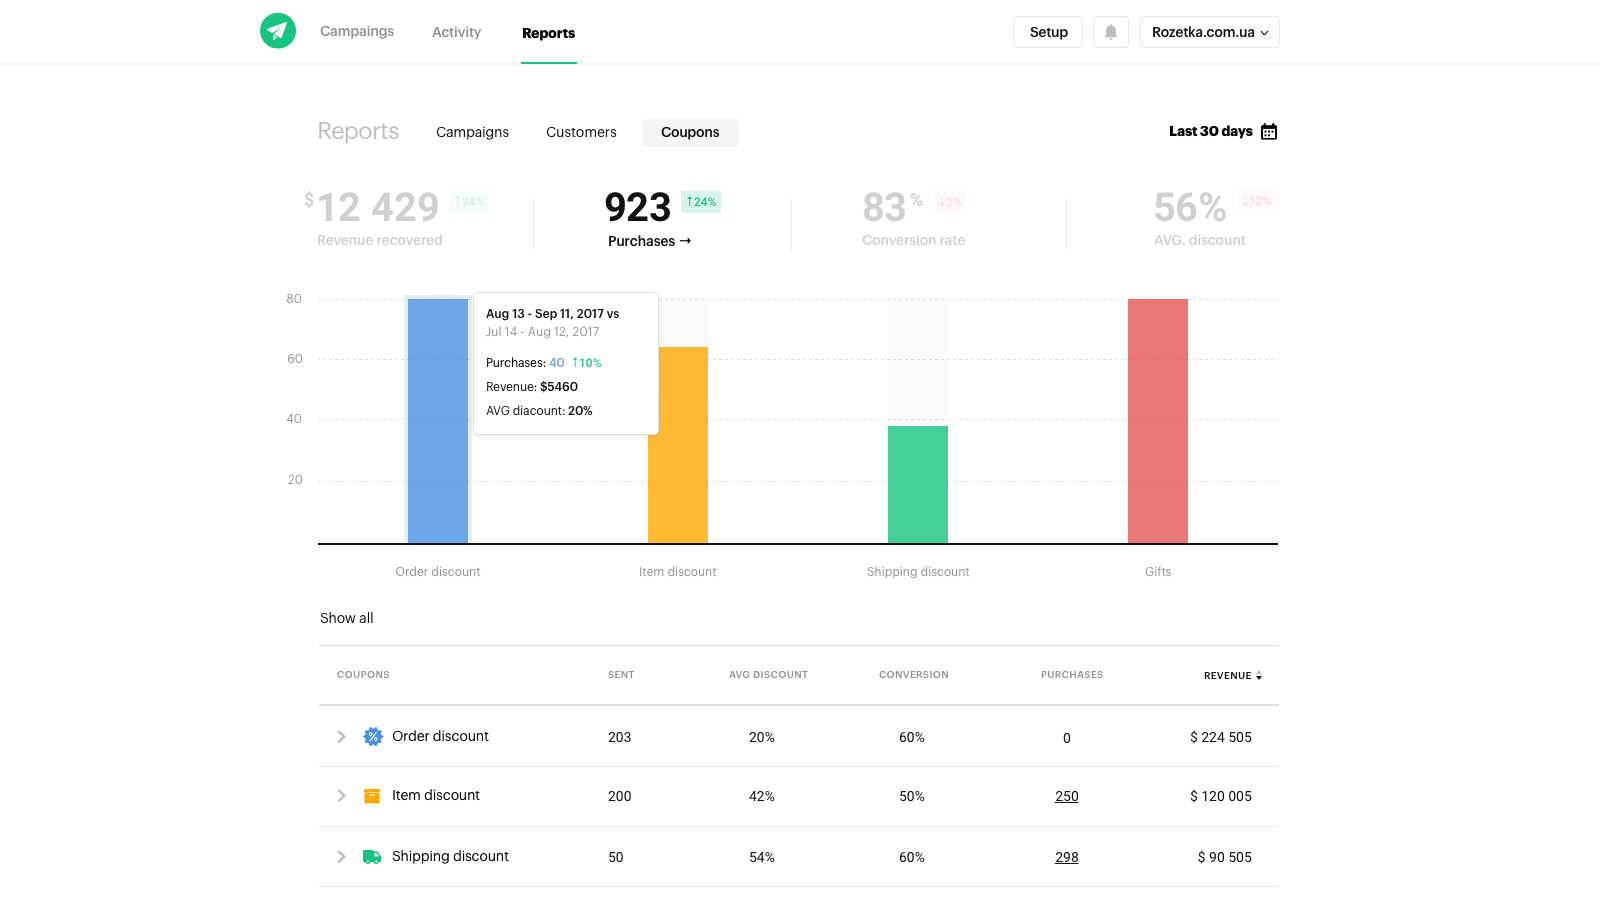 Campaings
Activity
Reports
Setup
Rozetka.com.ua
Reports
Campaigns
Customers
Coupons
Last 30 days
$ 12 429 ↑24%
Revenue recovered
923 ↑24%
Purchases →
83 % ↓2%
Conversion rate
56% ↓12%
AVG. discount
80
60
40
20
Aug 13 - Sep 11, 2017 vs
Jul 14 - Aug 12, 2017
Purchases: 40 ↑10%
Revenue: $5460
AVG diacount: 20%
Order discount
Item discount
Shipping discount
Gifts
Show all
COUPONS SENT AVG DISCOUNT CONVERSION PURCHASES REVENUE
% Order discount 203 20% 60% 0 $ 224 505
Item discount 200 42% 50% 250 $ 120 005
Shipping discount 50 54% 60% 298 $ 90 505